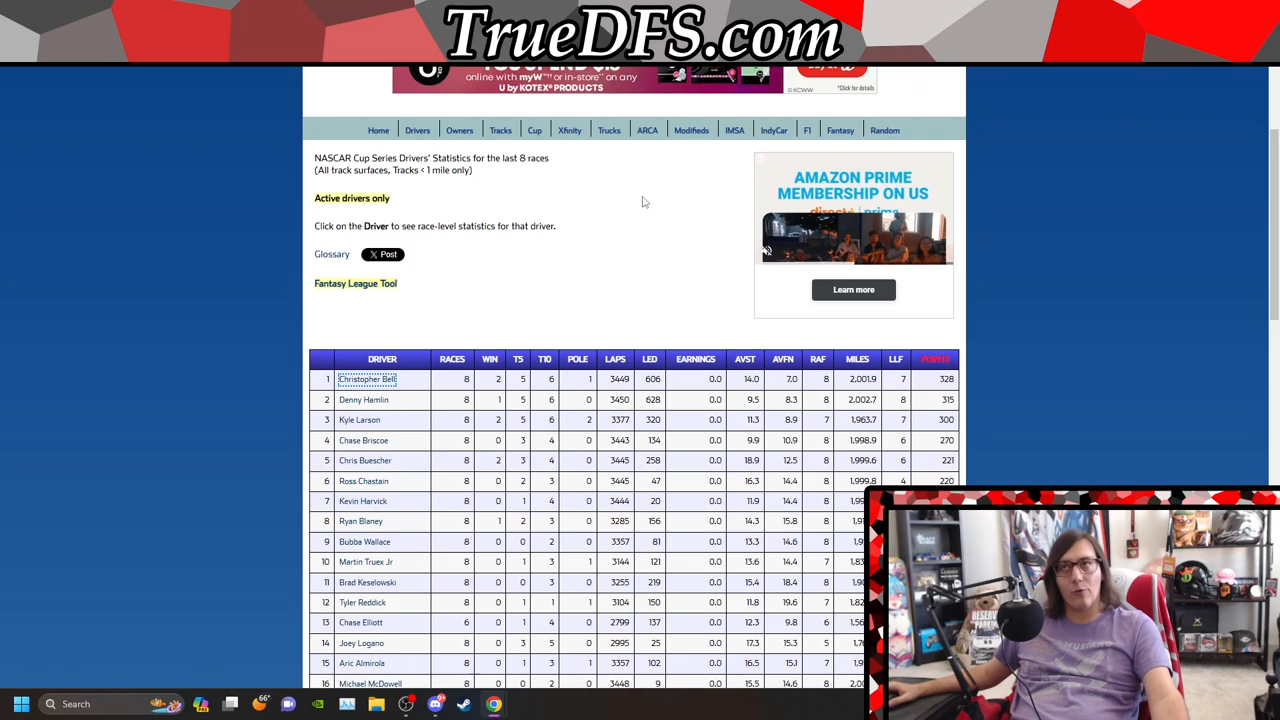 TrueDFS.com
online with myW™ or in-store™ on any
U by KOTEX® PRODUCTS
© KCWW
*Click for details
Home Drivers Owners Tracks Cup Xfinity Trucks ARCA Modifieds IMSA IndyCar F1 Fantasy Random
NASCAR Cup Series Drivers' Statistics for the last 8 races
(All track surfaces, Tracks < 1 mile only)
Active drivers only
Click on the Driver to see race-level statistics for that driver.
Glossary X Post
Fantasy League Tool
AMAZON PRIME
MEMBERSHIP ON US
Learn more
DRIVER RACES WIN T5 T10 POLE LAPS LED EARNINGS AVST AVFN RAF MILES LLF POINTS
1 Christopher Bell 8 2 5 6 1 3449 606 0.0 14.0 7.0 8 2,001.9 7 328
2 Denny Hamlin 8 1 5 6 0 3450 628 0.0 9.5 8.3 8 2,002.7 8 315
3 Kyle Larson 8 2 5 6 2 3377 320 0.0 11.3 8.9 7 1,963.7 7 300
4 Chase Briscoe 8 0 3 4 0 3443 134 0.0 9.9 10.9 8 1,998.9 6 270
5 Chris Buescher 8 2 3 4 0 3445 258 0.0 18.9 12.5 8 1,999.6 6 221
6 Ross Chastain 8 0 2 3 0 3445 47 0.0 16.3 14.4 8 1,999.8 4 220
7 Kevin Harvick 8 0 1 4 0 3444 20 0.0 11.9 14.4 8
8 Ryan Blaney 8 1 2 3 0 3285 156 0.0 14.3 15.8 8
9 Bubba Wallace 8 0 0 2 0 3357 81 0.0 13.3 14.6 8
10 Martin Truex Jr 8 0 1 3 0 3144 121 0.0 13.6 14.4 8
11 Brad Keselowski 8 0 0 3 0 3255 219 0.0 15.4 18.4 8
12 Tyler Reddick 8 0 1 1 1 3104 150 0.0 11.8 19.6 7
13 Chase Elliott 6 0 1 4 0 2799 137 0.0 12.3 9.8 6
14 Joey Logano 8 0 3 5 0 2995 25 0.0 17.3 15.3 5
15 Aric Almirola 8 0 1 3 1 3357 102 0.0 16.5 15.1 7
16 Michael McDowell 8 0 0 2 0 3448 9 0.0 15.5 14.6 8
RESERVED
PARKING
Search
66°